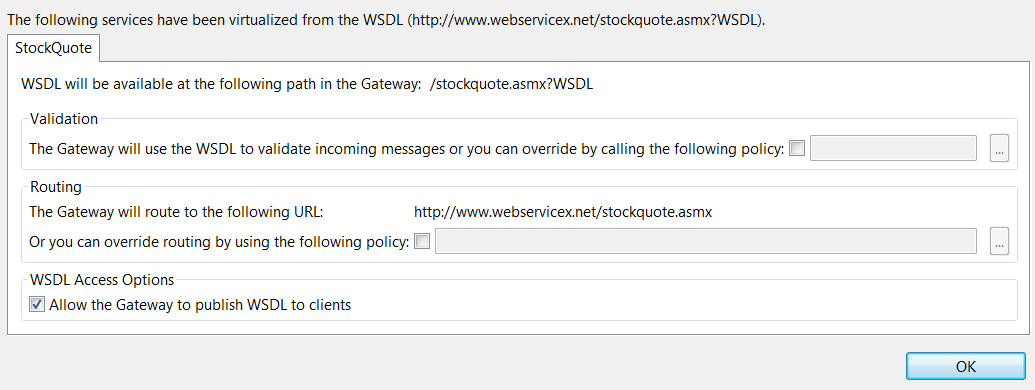 The following services have been virtualized from the WSDL (http://www.webservicex.net/stockquote.asmx?WSDL).
StockQuote
WSDL will be available at the following path in the Gateway: /stockquote.asmx?WSDL
Validation
The Gateway will use the WSDL to validate incoming messages or you can override by calling the following policy: ...
Routing
The Gateway will route to the following URL: http://www.webservicex.net/stockquote.asmx
Or you can override routing by using the following policy: ...
WSDL Access Options
Allow the Gateway to publish WSDL to clients
OK